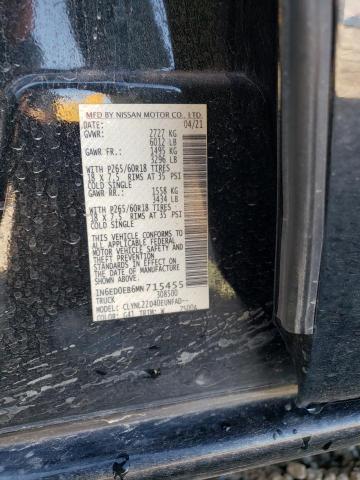 MFD BY NISSAN MOTOR CO., LTD.
DATE: 04/21
GVWR: 2727 KG
6012 LB
GAWR FR: 1495 KG
3296 LB
WITH P265/60R18 TIRES
18 X 7.5 RIMS AT 35 PSI
COLD SINGLE
GAWR RR: 1558 KG
3434 LB
WITH P265/60R18 TIRES
18 X 7.5 RIMS AT 35 PSI
COLD SINGLE
THIS VEHICLE CONFORMS TO
ALL APPLICABLE FEDERAL
MOTOR VEHICLE SAFETY
STANDARDS IN EFFECT ON
THE DATE OF MANUFACTURE
SHOWN ABOVE.
1N6ED0EB6MN715455
TRUCK 308500
MODEL: CLYNLZZD40EUNFAD--
COLOR: G41 TRIM: W